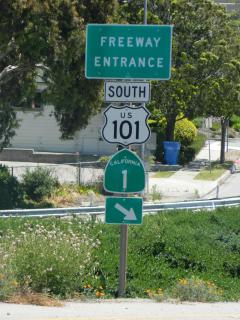 FREEWAY
ENTRANCE
SOUTH
US
101
CALIFORNIA
1